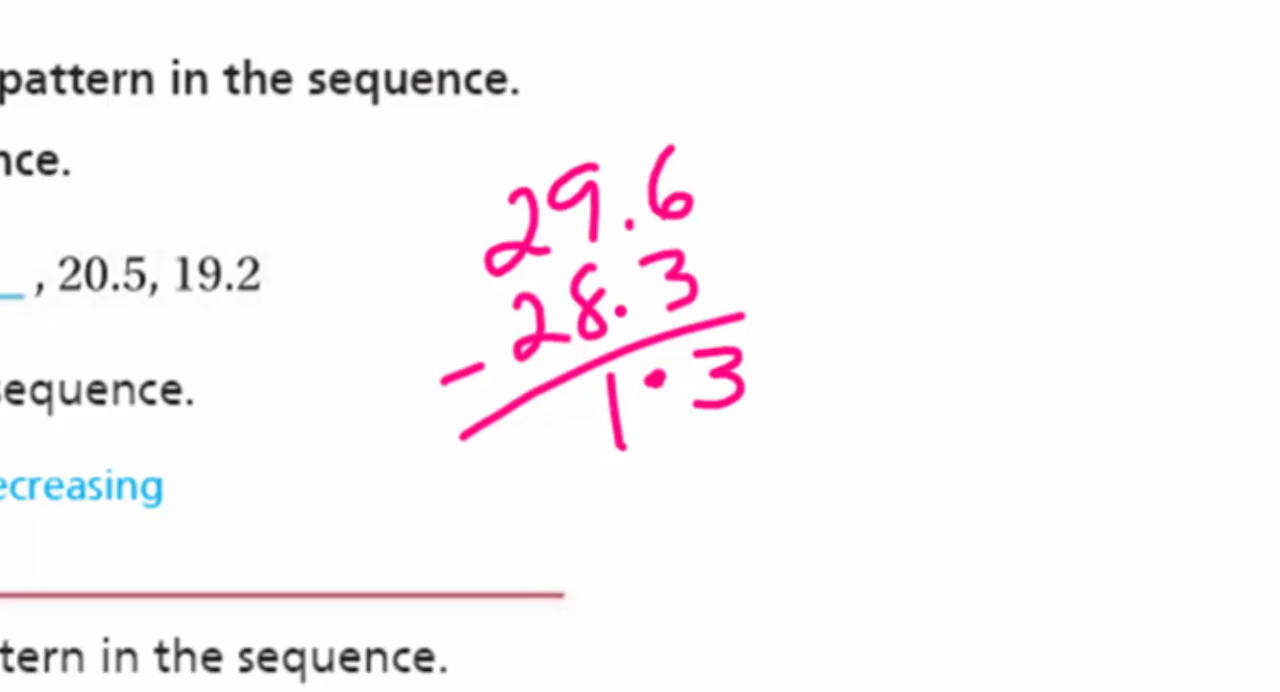 pattern in the sequence.
nce.
29.6
, 20.5, 19.2
- 28.3
1.3
sequence.
ecreasing
tern in the sequence.